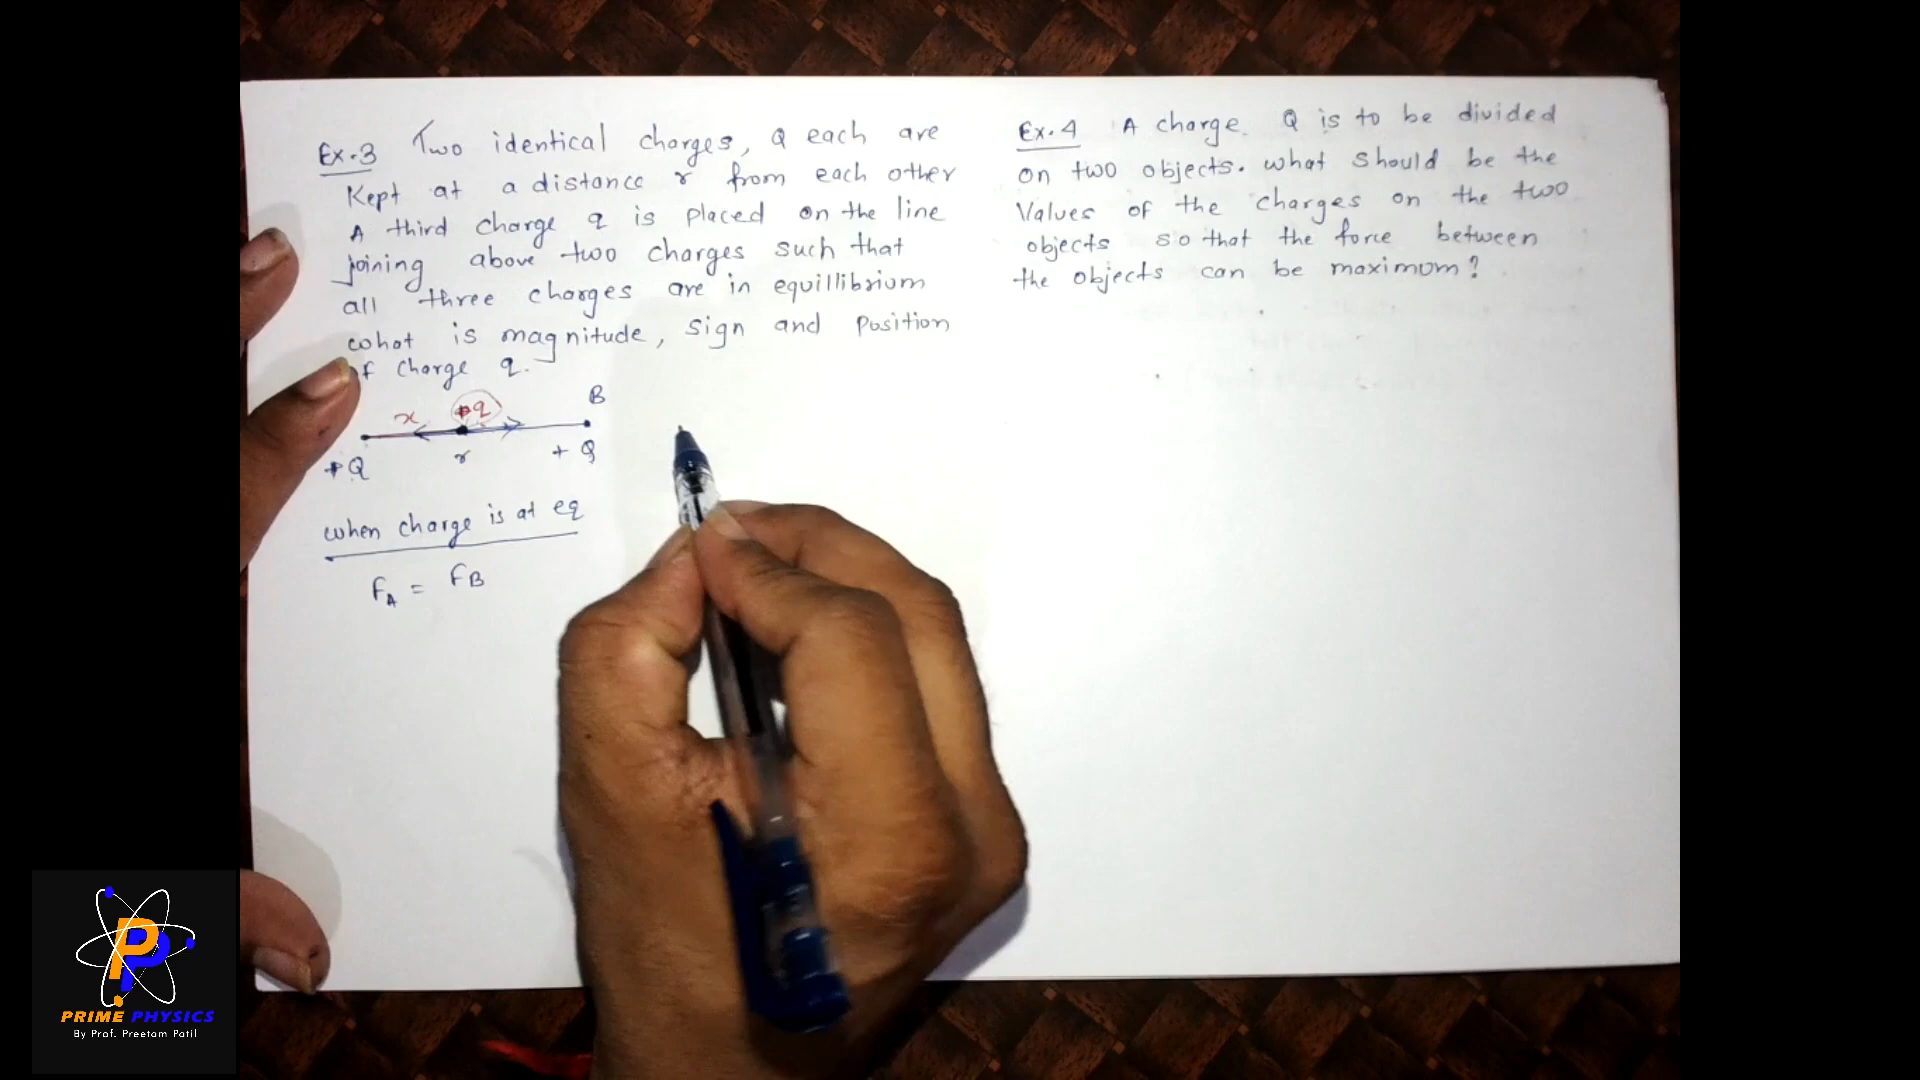 Ex.3 Two identical charges, Q each are
Kept at a distance r from each other
A third charge q is placed on the line
joining above two charges such that
all three charges are in equillibrium
what is magnitude, sign and position
of charge q.
B
x +q
+Q r + Q
when charge is at eq
FA = FB
Ex.4 A charge Q is to be divided
on two objects. what should be the
Values of the charges on the two
objects so that the force between
the objects can be maximum?
PRIME PHYSICS
By Prof. Preetam Patil